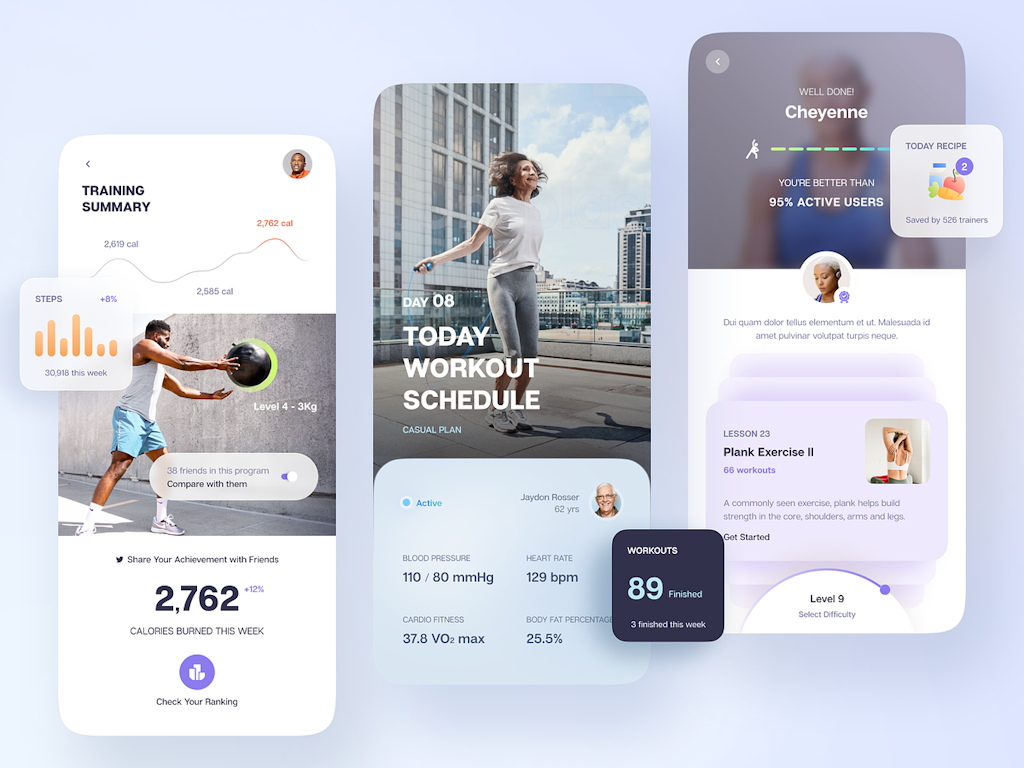 TRAINING
SUMMARY
2,762 cal
2,619 cal
2,585 cal
STEPS +8%
30,918 this week
Level 4 - 3Kg
38 friends in this program
Compare with them
Share Your Achievement with Friends
2,762 +12%
CALORIES BURNED THIS WEEK
Check Your Ranking
DAY 08
TODAY
WORKOUT
SCHEDULE
CASUAL PLAN
Active
Jaydon Rosser
62 yrs
BLOOD PRESSURE
110 / 80 mmHg
HEART RATE
129 bpm
CARDIO FITNESS
37.8 VO2 max
BODY FAT PERCENTAGE
25.5%
WORKOUTS
89 Finished
3 finished this week
WELL DONE!
Cheyenne
YOU'RE BETTER THAN
95% ACTIVE USERS
TODAY RECIPE
2
Saved by 526 trainers
Dui quam dolor tellus elementum et ut. Malesuada id
amet pulvinar volutpat turpis neque.
LESSON 23
Plank Exercise II
66 workouts
A commonly seen exercise, plank helps build
strength in the core, shoulders, arms and legs.
Get Started
Level 9
Select Difficulty